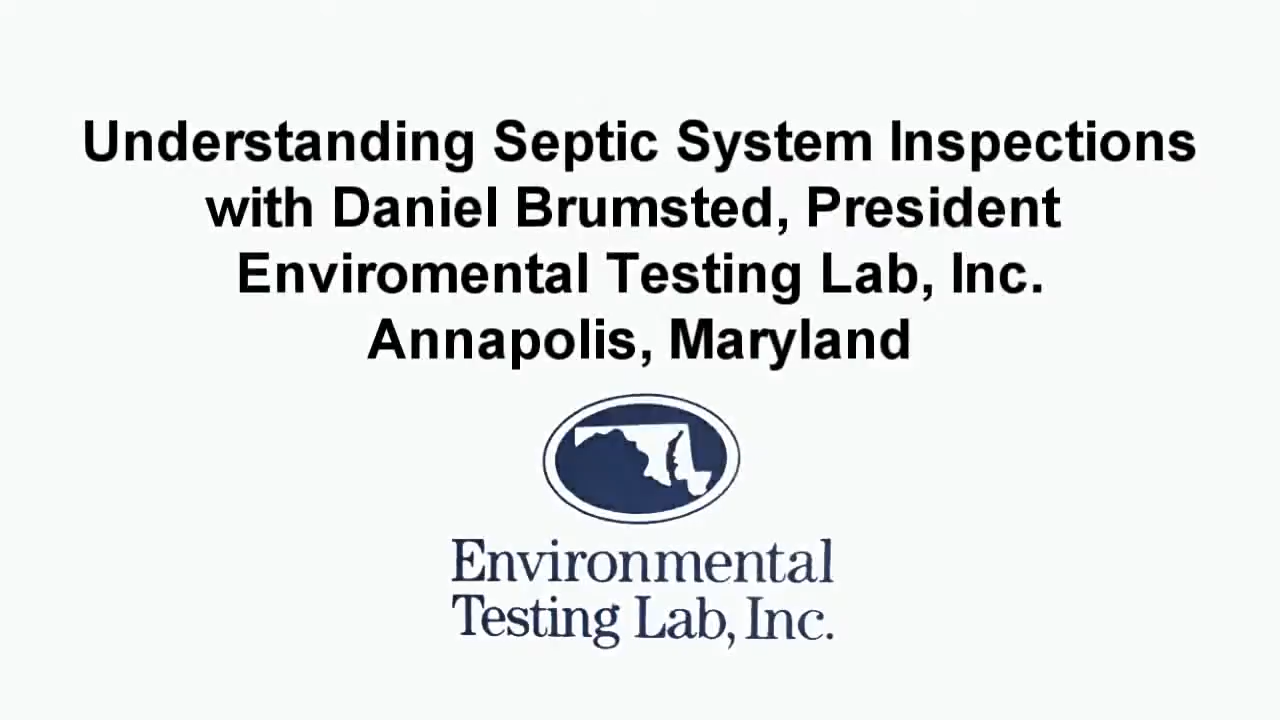 Understanding Septic System Inspections
with Daniel Brumsted, President
Enviromental Testing Lab, Inc.
Annapolis, Maryland
Environmental
Testing Lab, Inc.